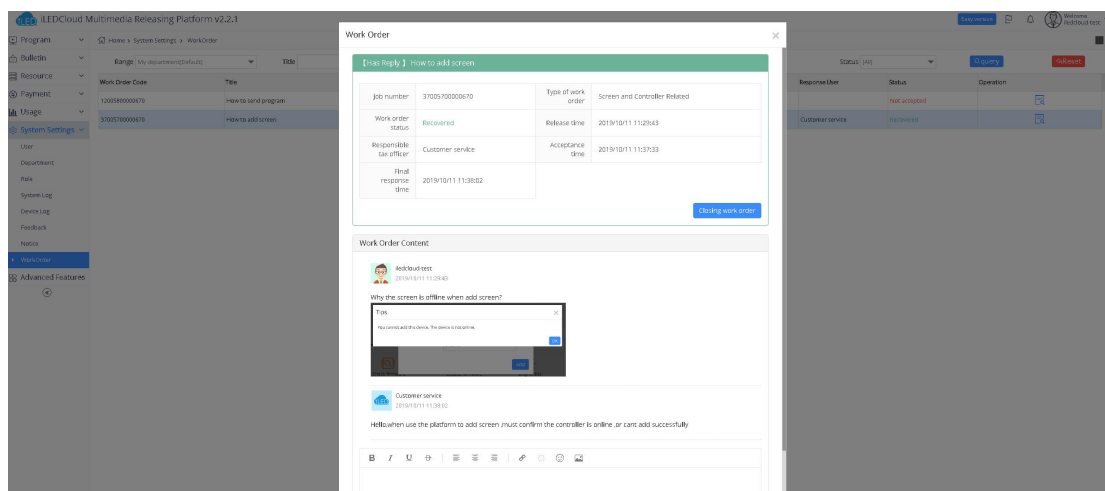 iLEDCloud Multimedia Releasing Platform v2.2.1
Easy version
Welcome
iledcloud-test
Program
Bulletin
Resource
Payment
Usage
System Settings
User
Department
Role
System Log
Device Log
Feedback
Notice
WorkOrder
Advanced Features
Home > System Settings > WorkOrder
Range My department(Default) Title
Status (All) query Reset
Work Order Code Title Response User Status Operation
12005800000670 How to send program Not accepted
37005700000670 How to add screen Customer service Recovered
Work Order
【Has Reply 】 How to add screen
Job number 37005700000670 Type of work order Screen and Controller Related
Work order status Recovered Release time 2019/10/11 11:29:43
Responsible tax officer Customer service Acceptance time 2019/10/11 11:37:33
Final response time 2019/10/11 11:38:02
Closing work order
Work Order Content
iledcloud-test
2019/10/11 11:29:43
Why the screen is offline when add screen?
Tips
You cannot add this device. The device is not online.
OK
Customer service
2019/10/11 11:38:02
Hello,when use the platform to add screen ,must confirm the controller is online ,or cant add successfully